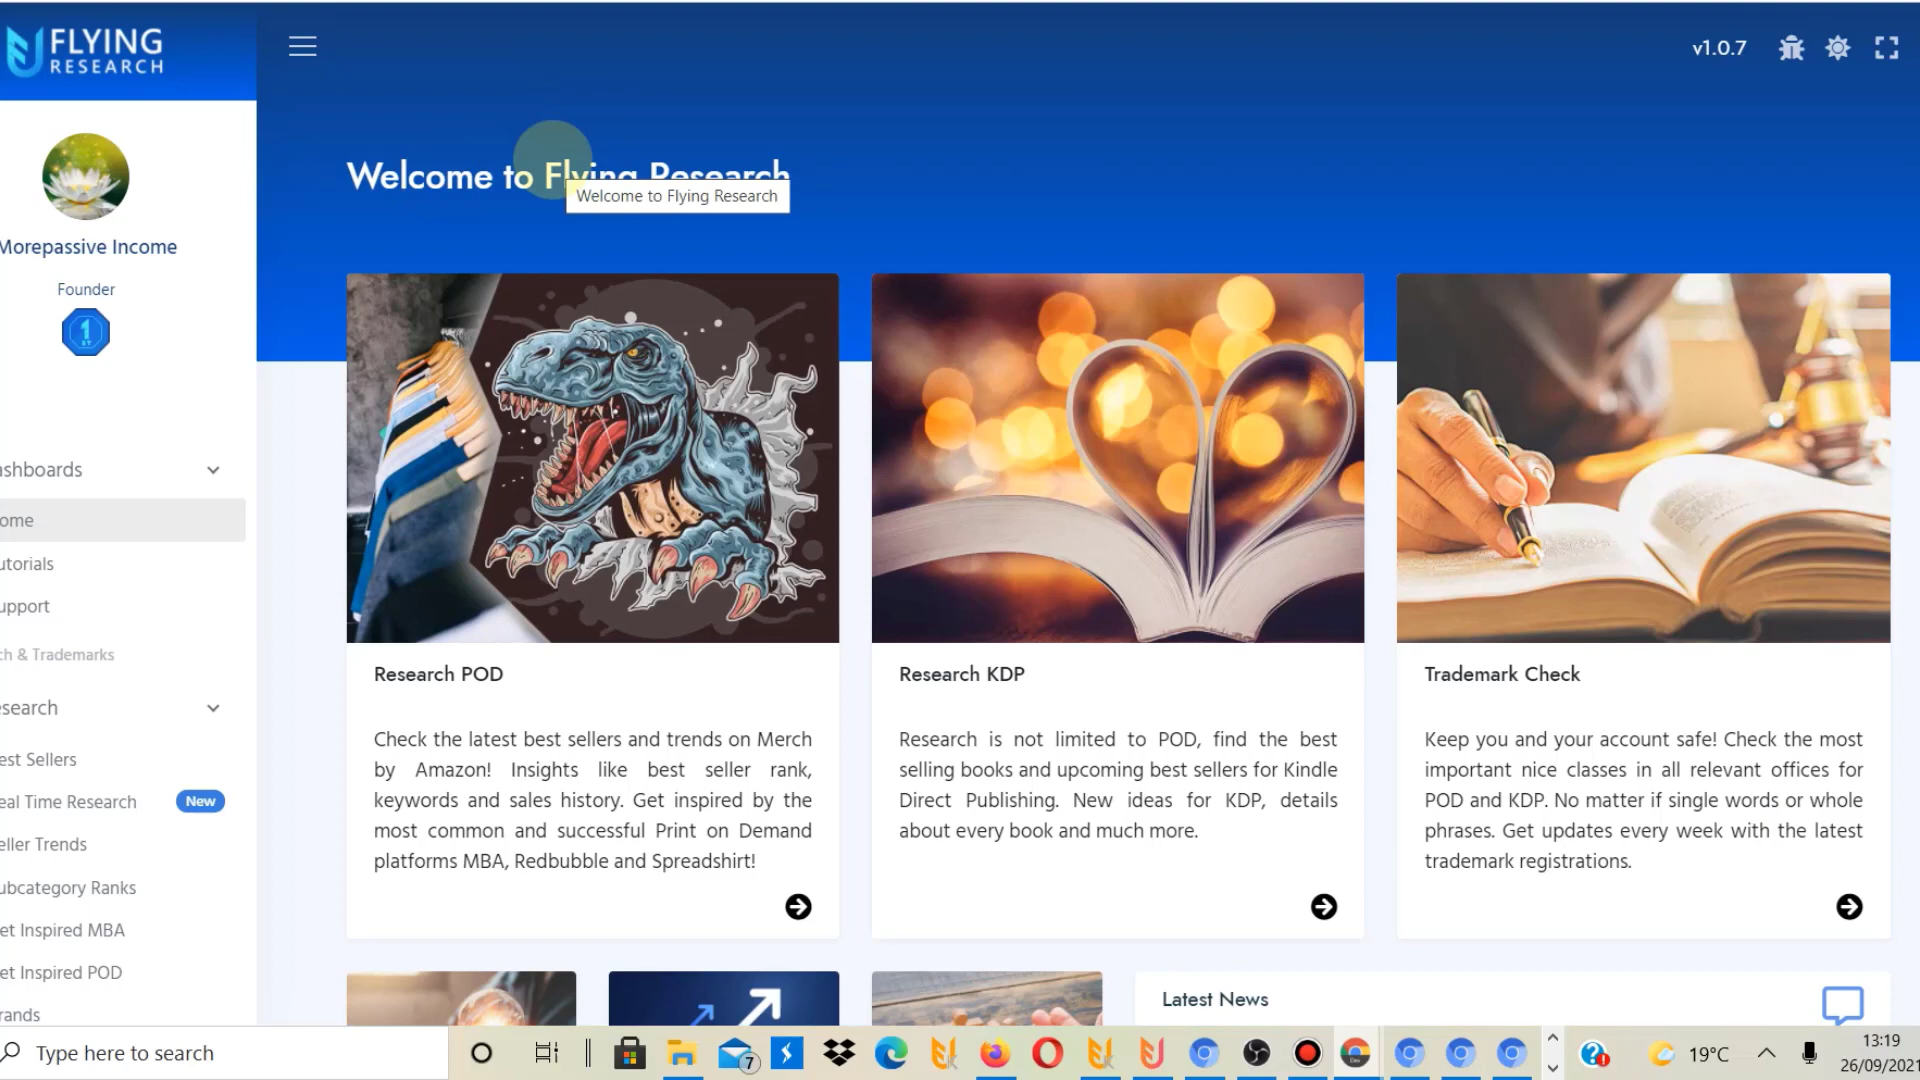 FLYING
RESEARCH
v1.0.7
Welcome to Flying Research
Welcome to Flying Research
Morepassive Income
Founder
1
ST
ashboards
ome
utorials
upport
ch & Trademarks
esearch
est Sellers
eal Time Research
New
eller Trends
ubcategory Ranks
et Inspired MBA
et Inspired POD
rands
Research POD
Check the latest best sellers and trends on Merch
by Amazon! Insights like best seller rank,
keywords and sales history. Get inspired by the
most common and successful Print on Demand
platforms MBA, Redbubble and Spreadshirt!
Research KDP
Research is not limited to POD, find the best
selling books and upcoming best sellers for Kindle
Direct Publishing. New ideas for KDP, details
about every book and much more.
Trademark Check
Keep you and your account safe! Check the most
important nice classes in all relevant offices for
POD and KDP. No matter if single words or whole
phrases. Get updates every week with the latest
trademark registrations.
Latest News
Type here to search
7
Dev
19°C
13:19
26/09/2021